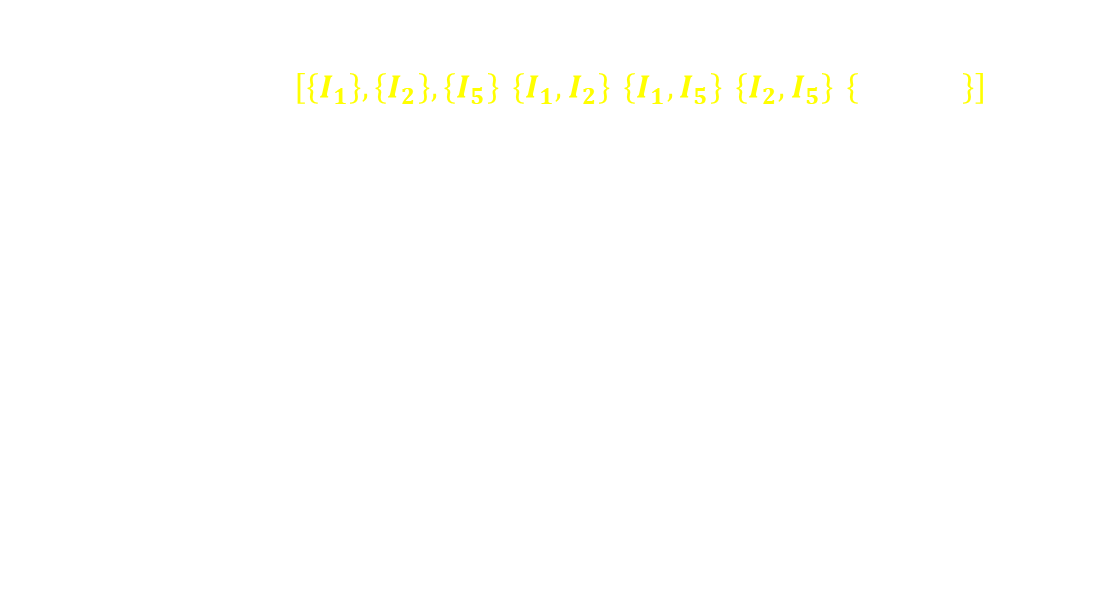 [{I₁}, {I₂}, {I₅} {I₁, I₂} {I₁, I₅} {I₂, I₅} { }]